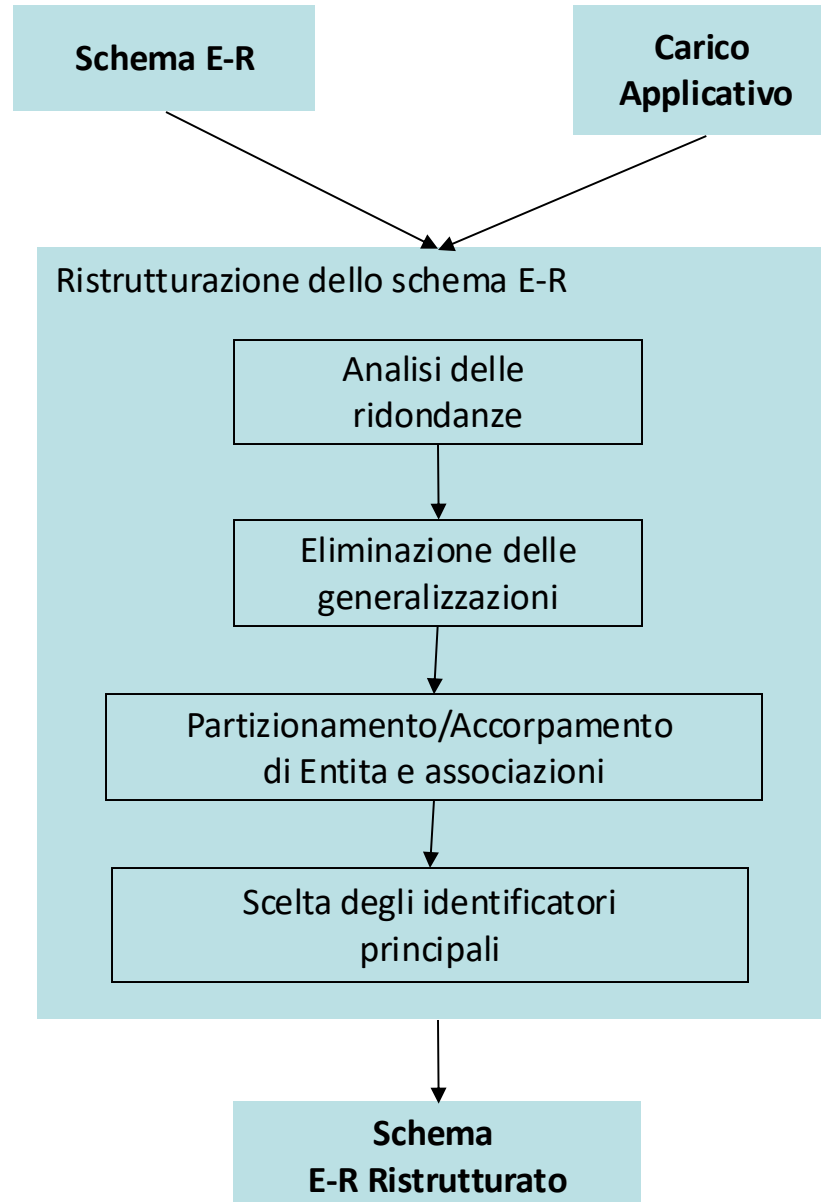 Schema E-R
Carico
Applicativo
Ristrutturazione dello schema E-R
Analisi delle
ridondanze
Eliminazione delle
generalizzazioni
Partizionamento/Accorpamento
di Entita e associazioni
Scelta degli identificatori
principali
Schema
E-R Ristrutturato